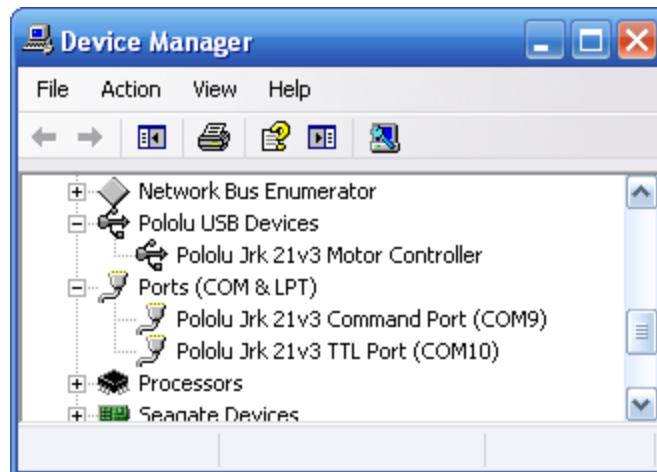 Device Manager
File Action View Help
Network Bus Enumerator
Pololu USB Devices
Pololu Jrk 21v3 Motor Controller
Ports (COM & LPT)
Pololu Jrk 21v3 Command Port (COM9)
Pololu Jrk 21v3 TTL Port (COM10)
Processors
Seagate Devices